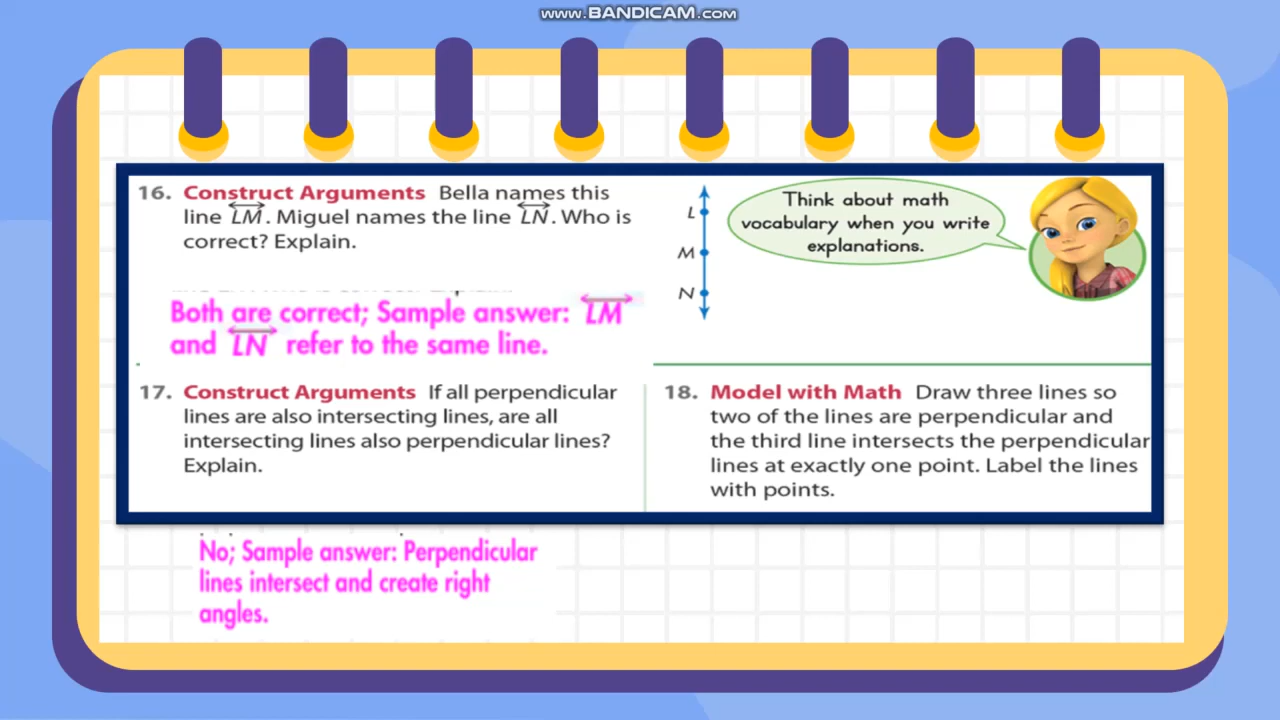 www.BANDICAM.com
16. Construct Arguments Bella names this
line LM. Miguel names the line LN. Who is
correct? Explain.
L
M
N
Think about math
vocabulary when you write
explanations.
Both are correct; Sample answer: LM
and LN refer to the same line.
17. Construct Arguments If all perpendicular
lines are also intersecting lines, are all
intersecting lines also perpendicular lines?
Explain.
No; Sample answer: Perpendicular
lines intersect and create right
angles.
18. Model with Math Draw three lines so
two of the lines are perpendicular and
the third line intersects the perpendicular
lines at exactly one point. Label the lines
with points.